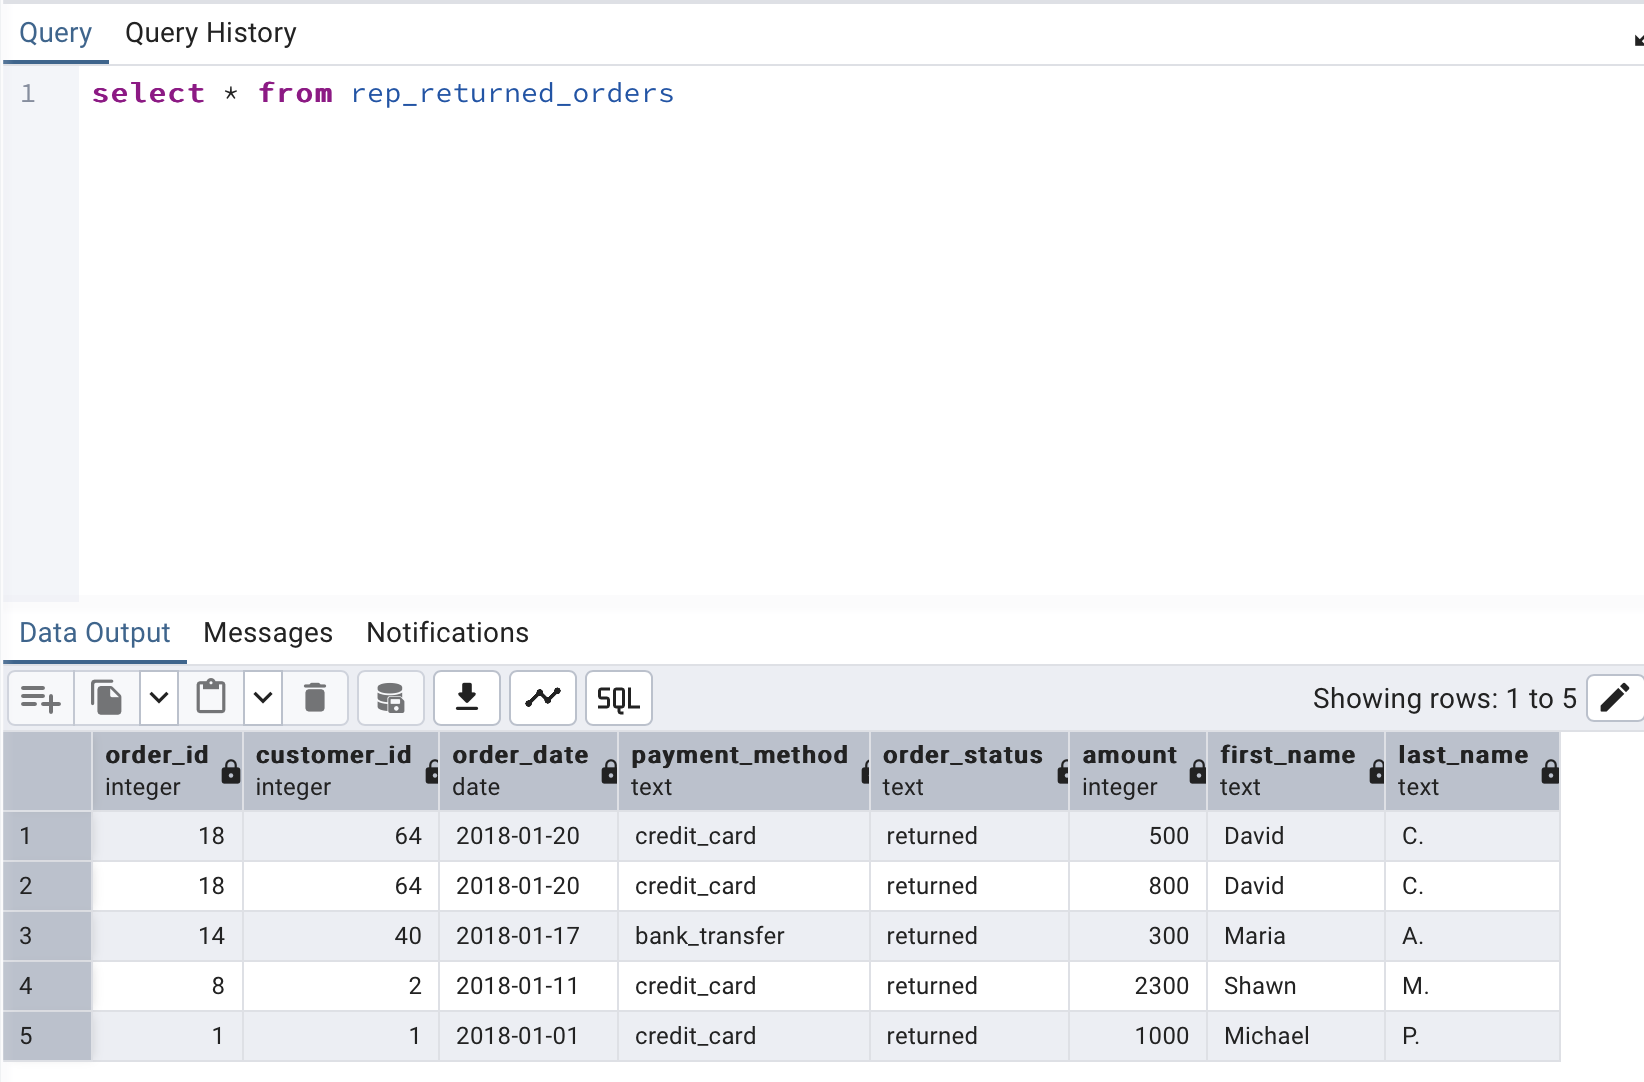 Query Query History
1 select * from rep_returned_orders
Data Output Messages Notifications
SQL Showing rows: 1 to 5
order_id customer_id order_date payment_method order_status amount first_name last_name
integer integer date text text integer text text
1 18 64 2018-01-20 credit_card returned 500 David C.
2 18 64 2018-01-20 credit_card returned 800 David C.
3 14 40 2018-01-17 bank_transfer returned 300 Maria A.
4 8 2 2018-01-11 credit_card returned 2300 Shawn M.
5 1 1 2018-01-01 credit_card returned 1000 Michael P.